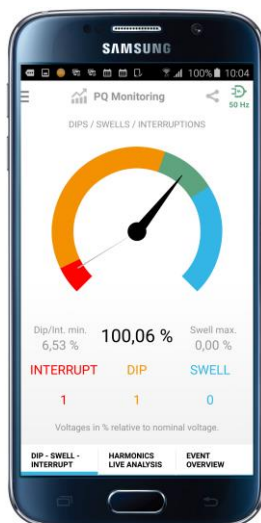 SAMSUNG
100% 10:04
PQ Monitoring
50 Hz
DIPS / SWELLS / INTERRUPTIONS
Dip/Int. min.
6,53 %
100,06 %
Swell max.
0,00 %
INTERRUPT DIP SWELL
1 1 0
Voltages in % relative to nominal voltage.
DIP - SWELL -
INTERRUPT
HARMONICS
LIVE ANALYSIS
EVENT
OVERVIEW